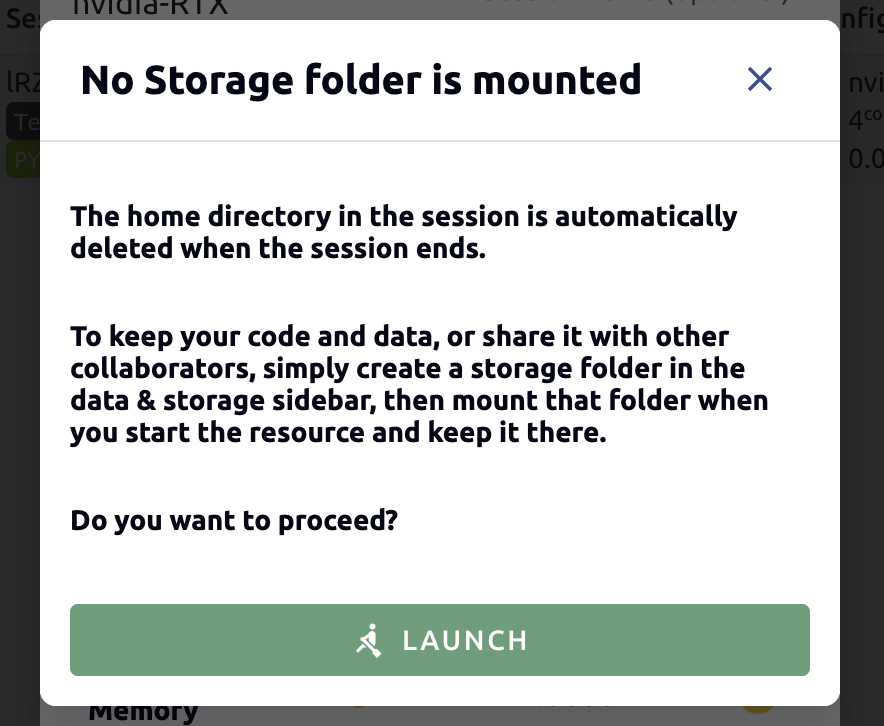 nvidia-RTX
No Storage folder is mounted
The home directory in the session is automatically
deleted when the session ends.
To keep your code and data, or share it with other
collaborators, simply create a storage folder in the
data & storage sidebar, then mount that folder when
you start the resource and keep it there.
Do you want to proceed?
LAUNCH
Memory